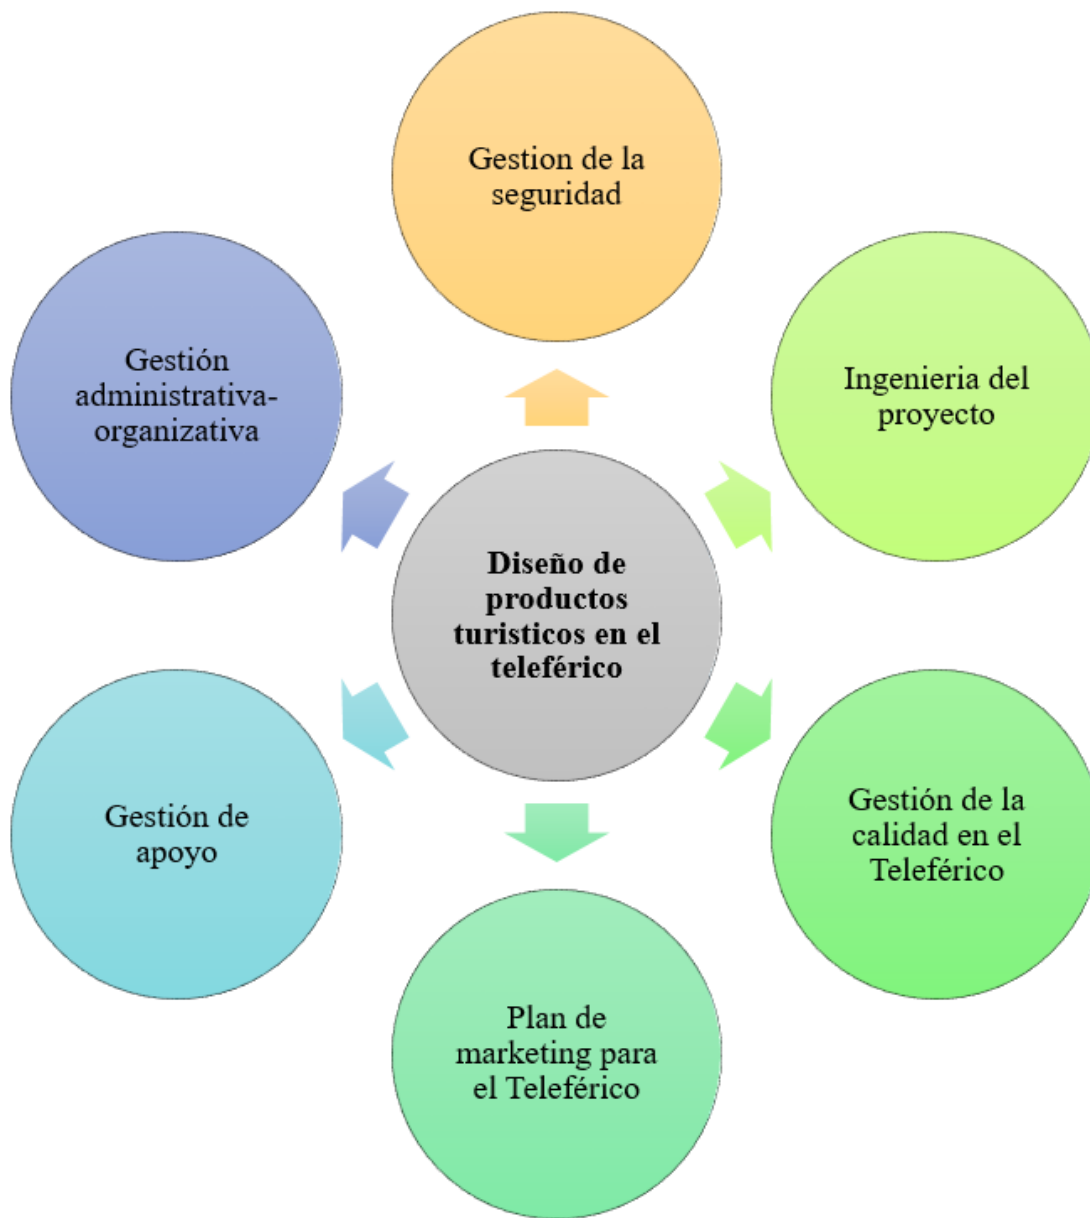 Gestion de la
seguridad
Gestión
administrativa-
organizativa
Ingenieria del
proyecto
Diseño de
productos
turisticos en el
teleférico
Gestión de
apoyo
Gestión de la
calidad en el
Teleférico
Plan de
marketing para
el Teleférico